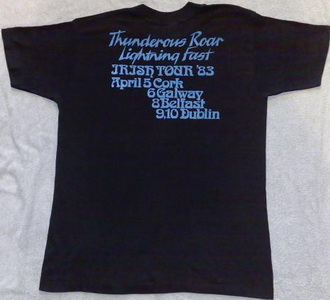 Thunderous Roar
Lightning Fast
IRISH TOUR '83
April 5 Cork
6 Galway
8 Belfast
9.10 Dublin